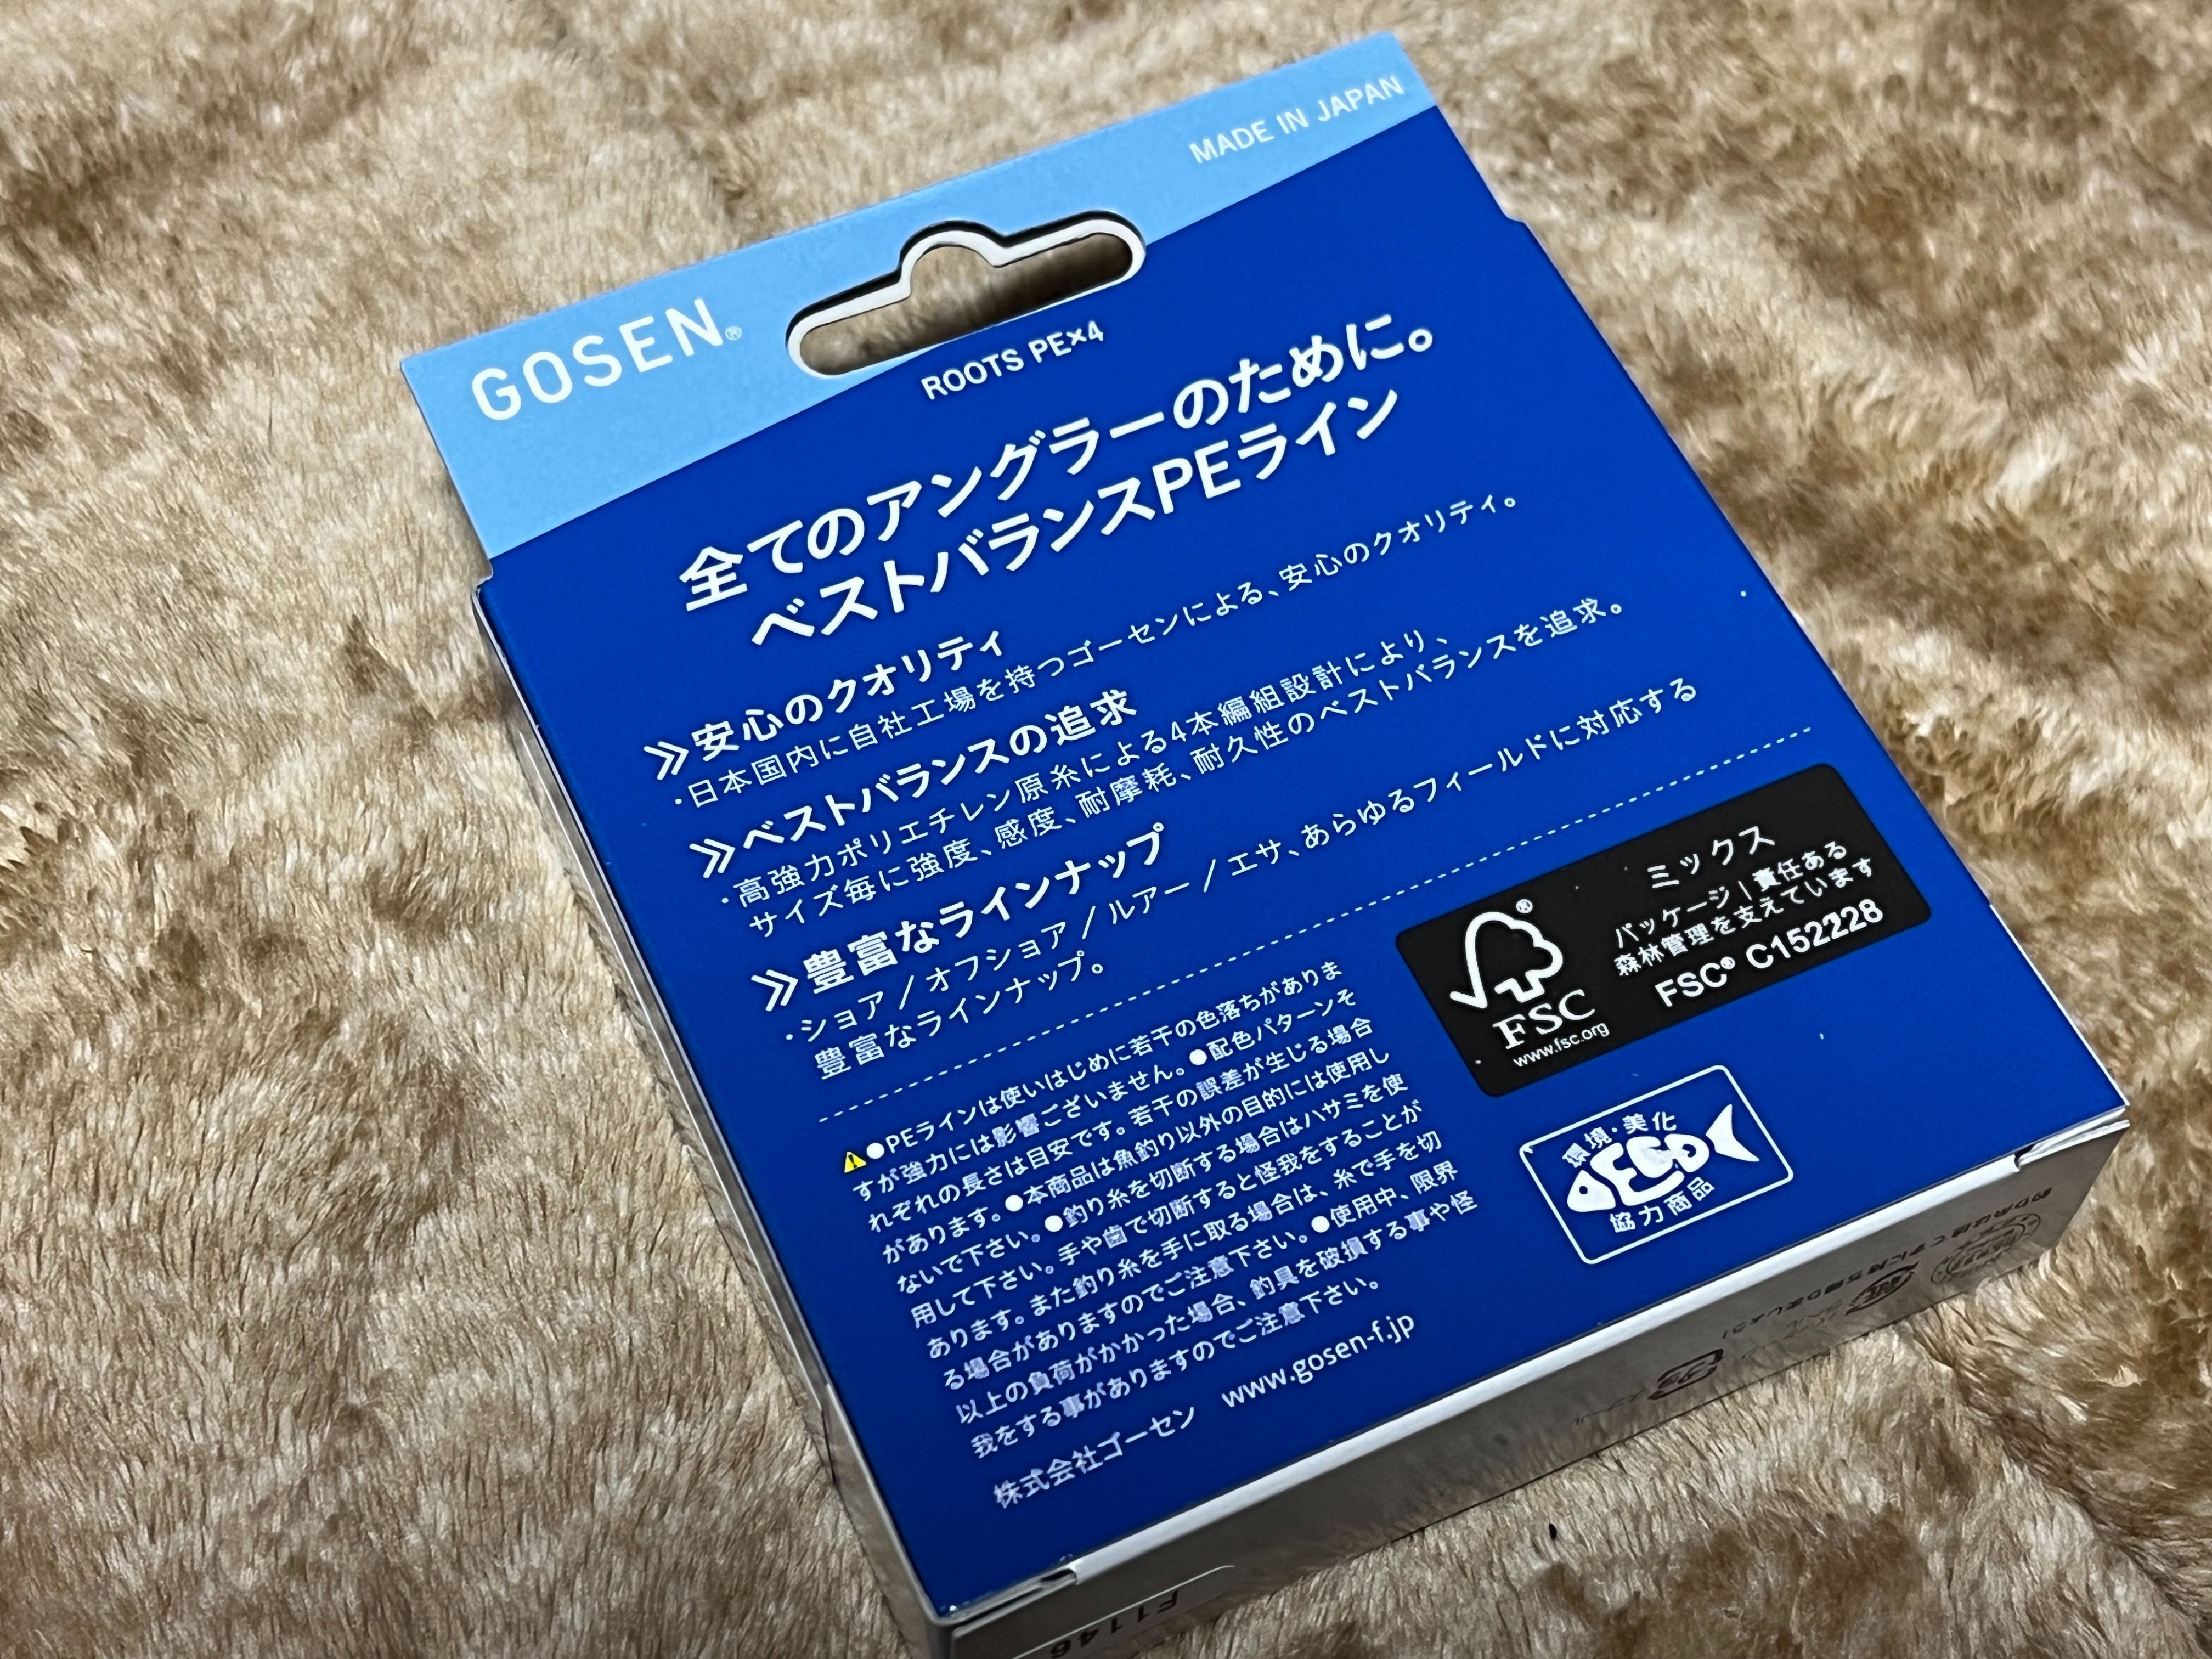 GOSEN®
MADE IN JAPAN
ROOTS PE×4
全てのアングラーのために。
ベストバランスPEライン
≫安心のクオリティ
・日本国内に自社工場を持つゴーセンによる、安心のクオリティ。
≫ベストバランスの追求
・高強力ポリエチレン原糸による4本編組設計により、
サイズ毎に強度、感度、耐摩耗、耐久性のベストバランスを追求。
≫豊富なラインナップ
・ショア/オフショア/ルアー/エサ、あらゆるフィールドに対応する
豊富なラインナップ。
⚠●PEラインは使いはじめに若干の色落ちがありま
すが強力には影響ございません。●配色パターンそ
れぞれの長さは目安です。若干の誤差が生じる場合
があります。●本商品は魚釣り以外の目的には使用し
ないで下さい。●釣り糸を切断する場合はハサミを使
用して下さい。手や歯で切断すると怪我をすることが
あります。また釣り糸を手に取る場合は、糸で手を切
る場合がありますのでご注意下さい。●使用中、限界
以上の負荷がかかった場合、釣具を破損する事や怪
我をする事がありますのでご注意下さい。
株式会社ゴーセン www.gosen-f.jp
®
FSC
www.fsc.org
ミックス
パッケージ|責任ある
森林管理を支えています
FSC® C152228
環境・美化
ECO
協力商品
F11146